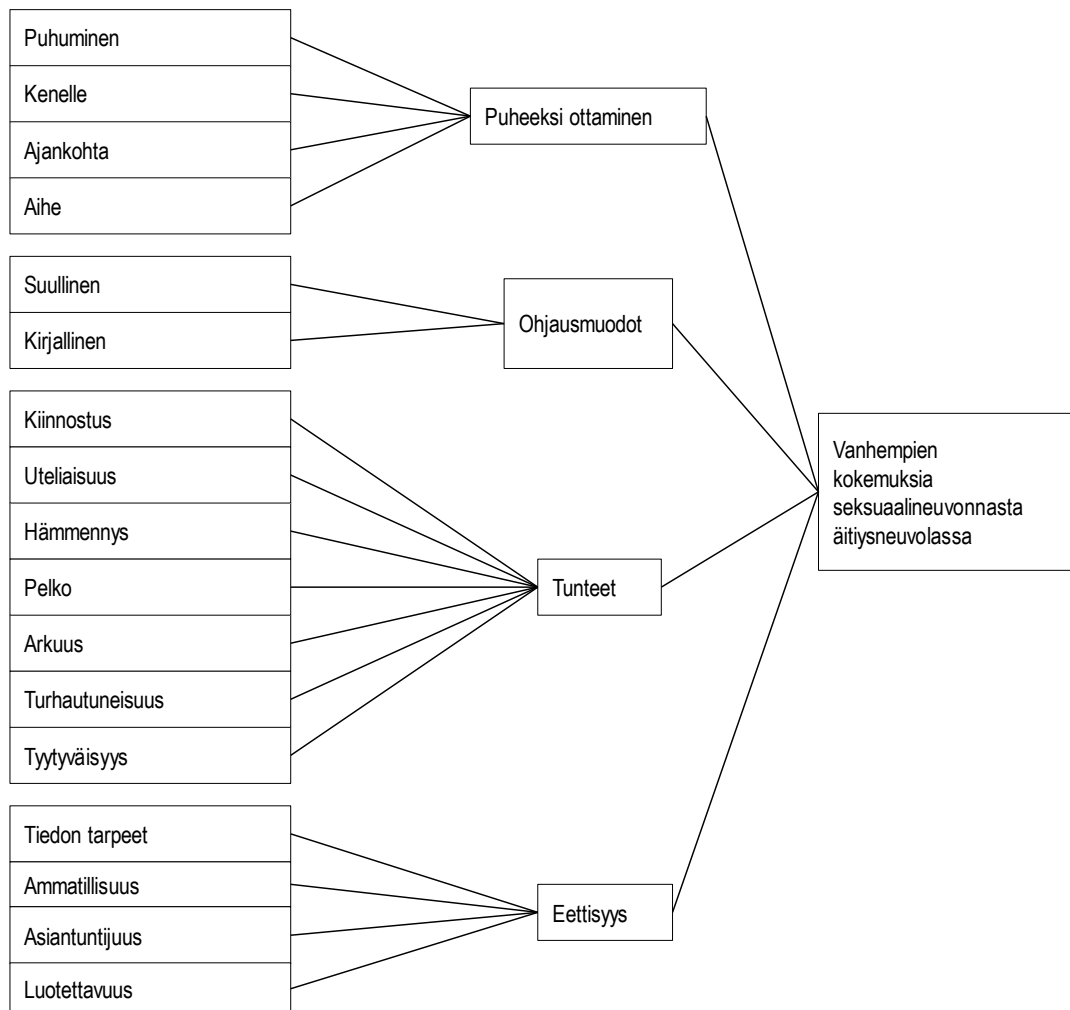 Puhuminen
Kenelle
Ajankohta
Aihe
Puheeksi ottaminen
Suullinen
Kirjallinen
Ohjausmuodot
Kiinnostus
Uteliaisuus
Hämmennys
Pelko
Arkuus
Turhautuneisuus
Tyytyväisyys
Tunteet
Tiedon tarpeet
Ammatillisuus
Asiantuntijuus
Luotettavuus
Eettisyys
Vanhempien
kokemuksia
seksuaalineuvonnasta
äitiysneuvolassa